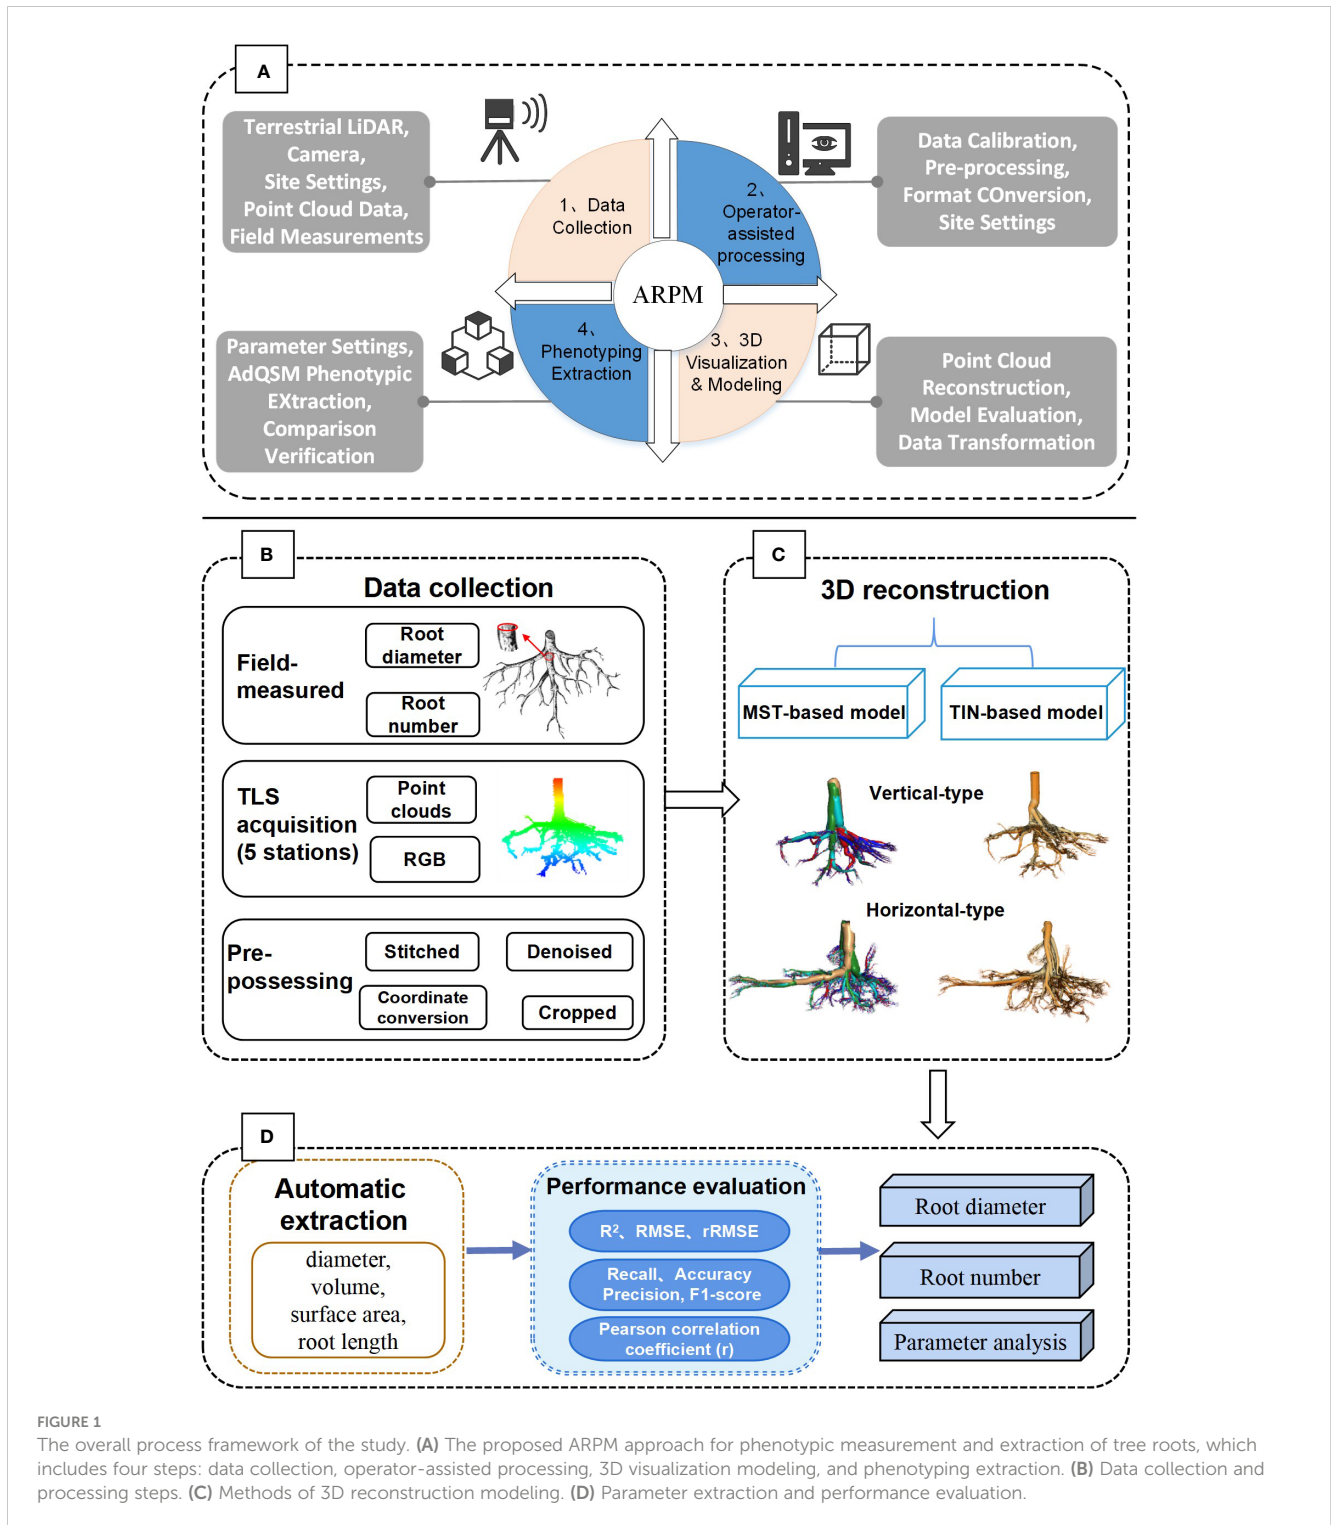 A
Terrestrial LiDAR,
Camera,
Site Settings,
Point Cloud Data,
Field Measurements
1、Data
Collection
2、
Operator-
assisted
processing
Data Calibration,
Pre-processing,
Format COnversion,
Site Settings
ARPM
Parameter Settings,
AdQSM Phenotypic
EXtraction,
Comparison
Verification
4、
Phenotyping
Extraction
3、3D
Visualization
& Modeling
Point Cloud
Reconstruction,
Model Evaluation,
Data Transformation
B
Data collection
Field-
measured
Root
diameter
Root
number
TLS
acquisition
(5 stations)
Point
clouds
RGB
Pre-
possessing
Stitched
Denoised
Coordinate
conversion
Cropped
C
3D reconstruction
MST-based model
TIN-based model
Vertical-type
Horizontal-type
D
Automatic
extraction
diameter,
volume,
surface area,
root length
Performance evaluation
R²、RMSE、rRMSE
Recall、Accuracy
Precision, F1-score
Pearson correlation
coefficient (r)
Root diameter
Root number
Parameter analysis
FIGURE 1
The overall process framework of the study. (A) The proposed ARPM approach for phenotypic measurement and extraction of tree roots, which
includes four steps: data collection, operator-assisted processing, 3D visualization modeling, and phenotyping extraction. (B) Data collection and
processing steps. (C) Methods of 3D reconstruction modeling. (D) Parameter extraction and performance evaluation.